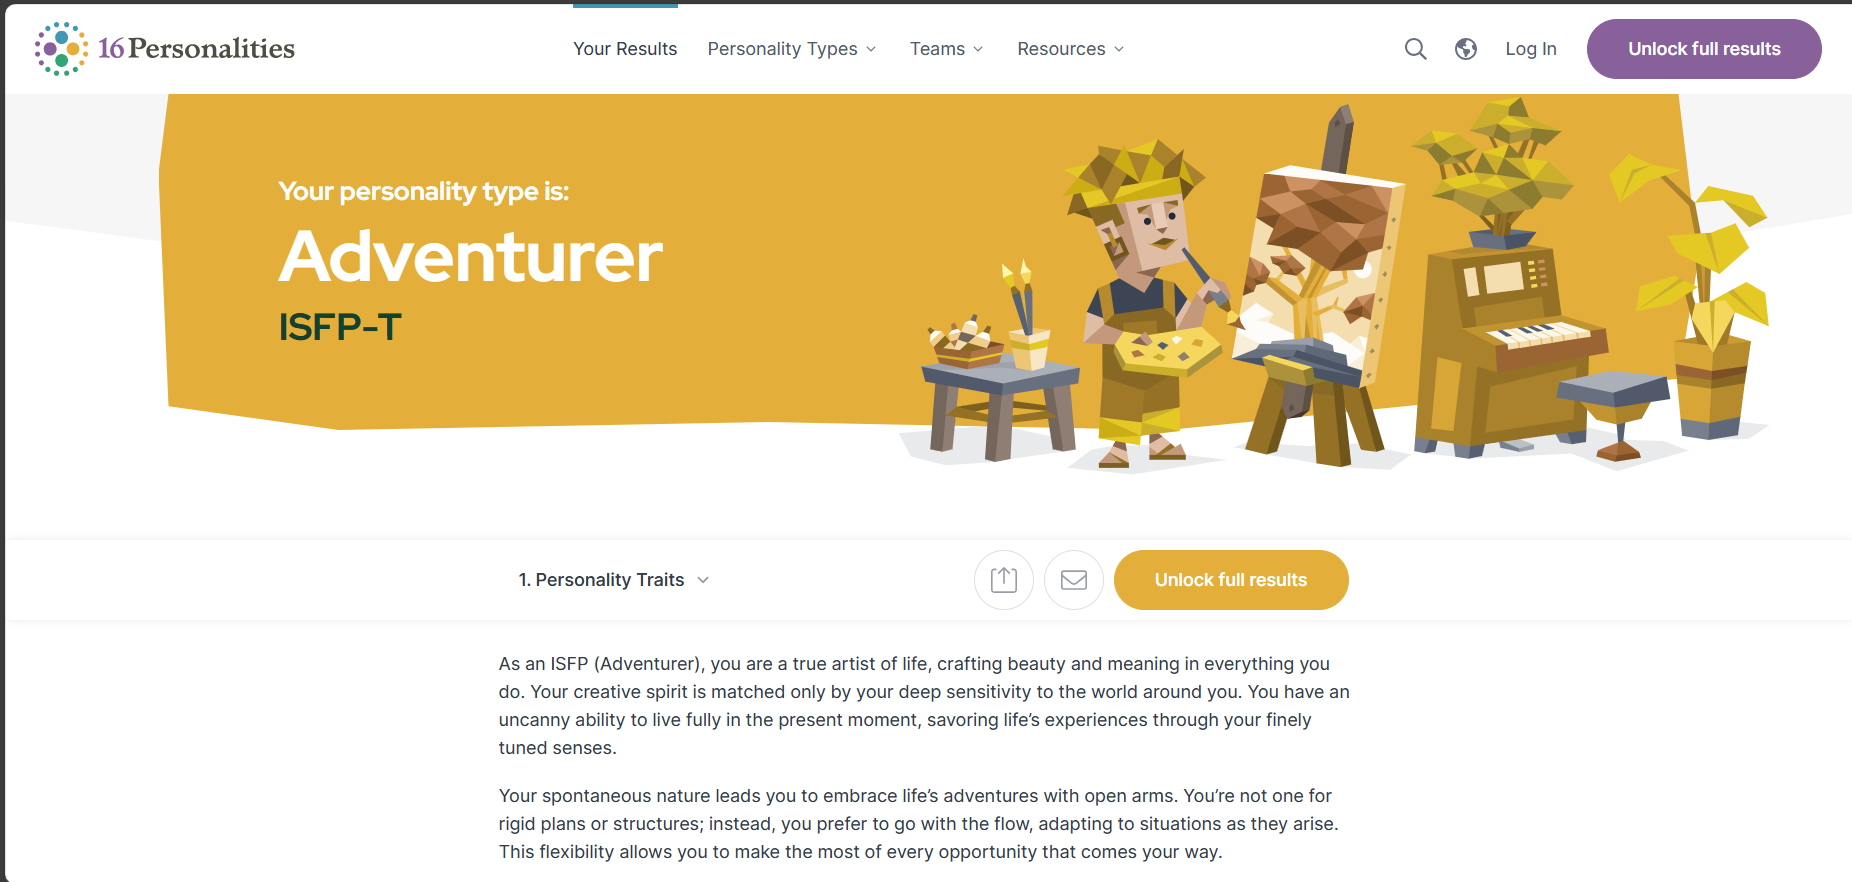 16Personalities
Your Results
Personality Types
Teams
Resources
Log In
Unlock full results
Your personality type is:
Adventurer
ISFP-T
1. Personality Traits
Unlock full results
As an ISFP (Adventurer), you are a true artist of life, crafting beauty and meaning in everything you
do. Your creative spirit is matched only by your deep sensitivity to the world around you. You have an
uncanny ability to live fully in the present moment, savoring life’s experiences through your finely
tuned senses.
Your spontaneous nature leads you to embrace life’s adventures with open arms. You’re not one for
rigid plans or structures; instead, you prefer to go with the flow, adapting to situations as they arise.
This flexibility allows you to make the most of every opportunity that comes your way.